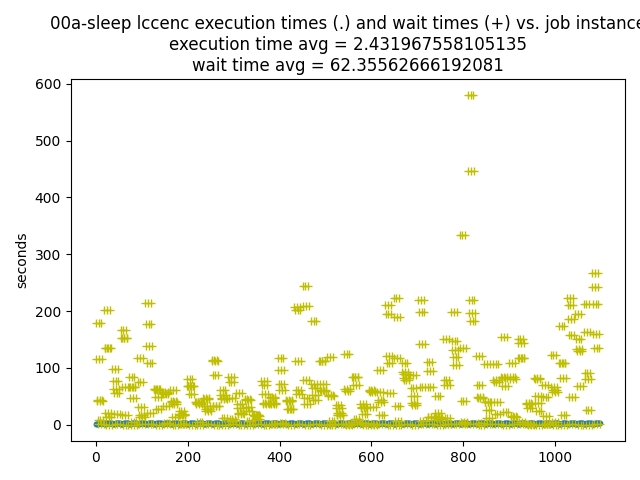 00a-sleep lccenc execution times (.) and wait times (+) vs. job instance
execution time avg = 2.431967558105135
wait time avg = 62.35562666192081
600
500
400
300
200
100
0
seconds
0 200 400 600 800 1000